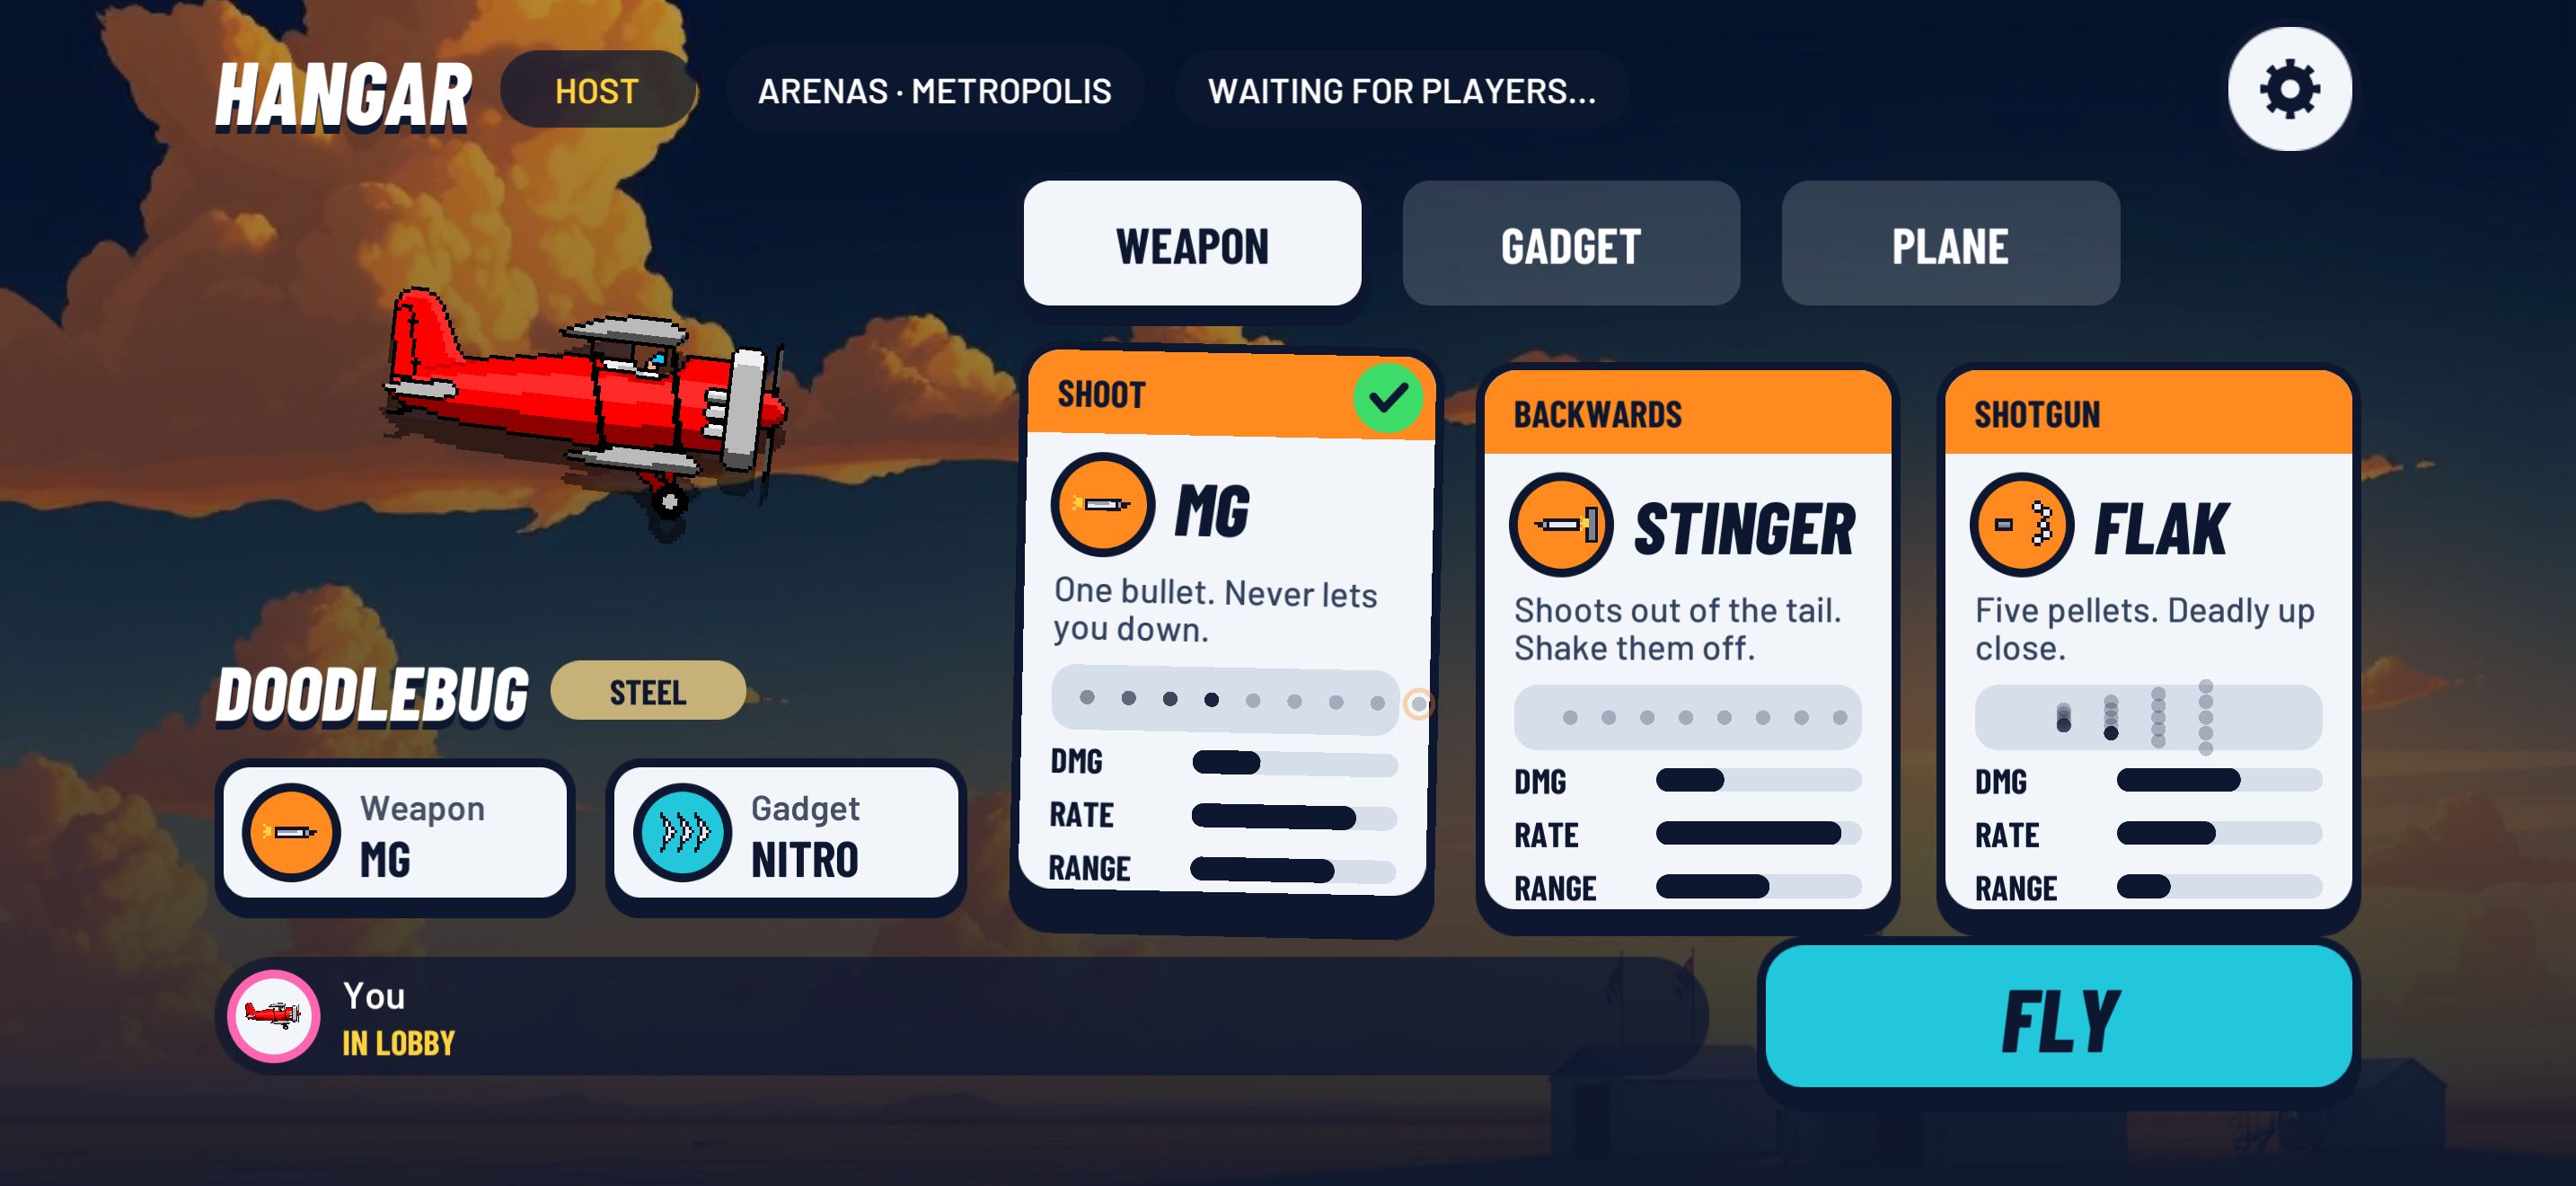 HANGAR
HOST
ARENAS · METROPOLIS
WAITING FOR PLAYERS...
WEAPON
GADGET
PLANE
SHOOT
MG
One bullet. Never lets
you down.
DMG
RATE
RANGE
BACKWARDS
STINGER
Shoots out of the tail.
Shake them off.
DMG
RATE
RANGE
SHOTGUN
FLAK
Five pellets. Deadly up
close.
DMG
RATE
RANGE
DOODLEBUG
STEEL
Weapon
MG
Gadget
NITRO
You
IN LOBBY
FLY